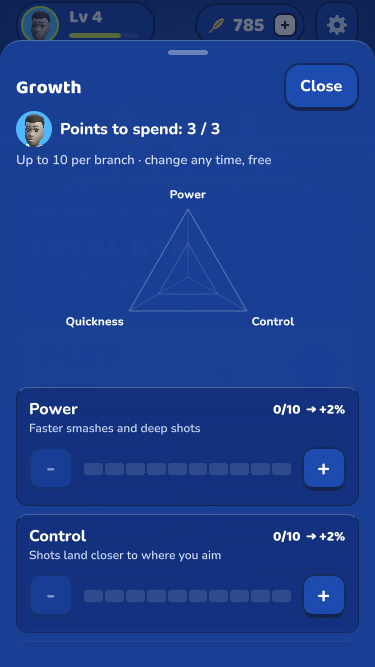 Lv 4
785
+
Growth
Close
Points to spend: 3 / 3
Up to 10 per branch · change any time, free
Power
Quickness
Control
Power
0/10 → +2%
Faster smashes and deep shots
-
+
Control
0/10 → +2%
Shots land closer to where you aim
-
+